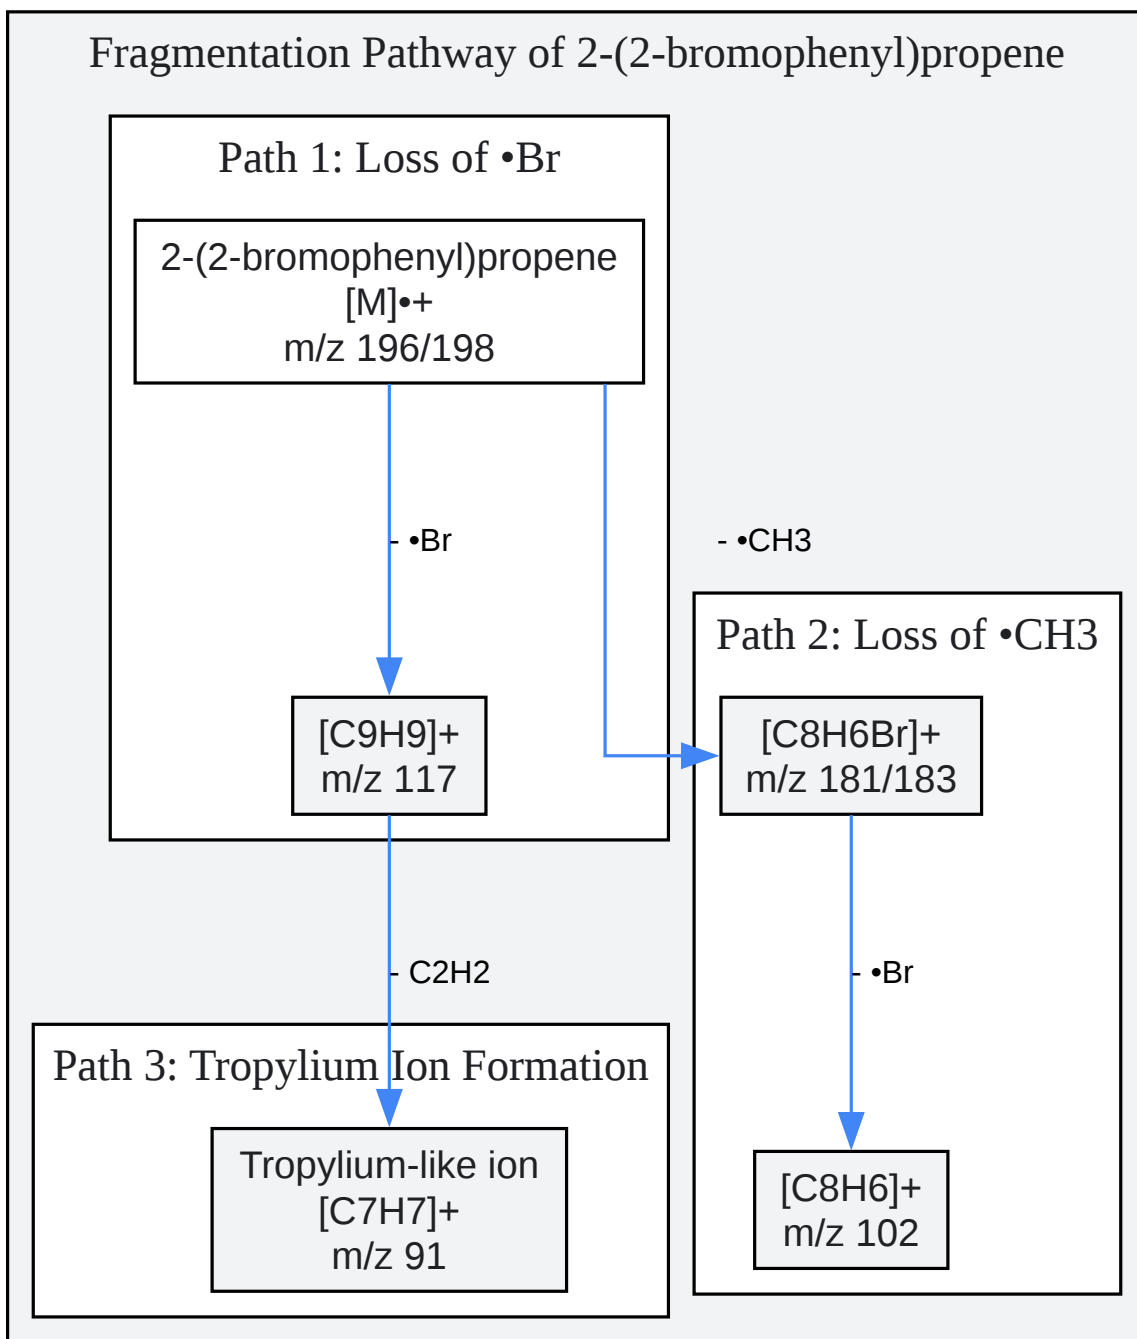 Fragmentation Pathway of 2-(2-bromophenyl)propene
Path 1: Loss of •Br
2-(2-bromophenyl)propene
[M]•+
m/z 196/198
- •Br
- •CH3
Path 2: Loss of •CH3
[C9H9]+
m/z 117
[C8H6Br]+
m/z 181/183
- C2H2
- •Br
Path 3: Tropylium Ion Formation
Tropylium-like ion
[C7H7]+
m/z 91
[C8H6]+
m/z 102